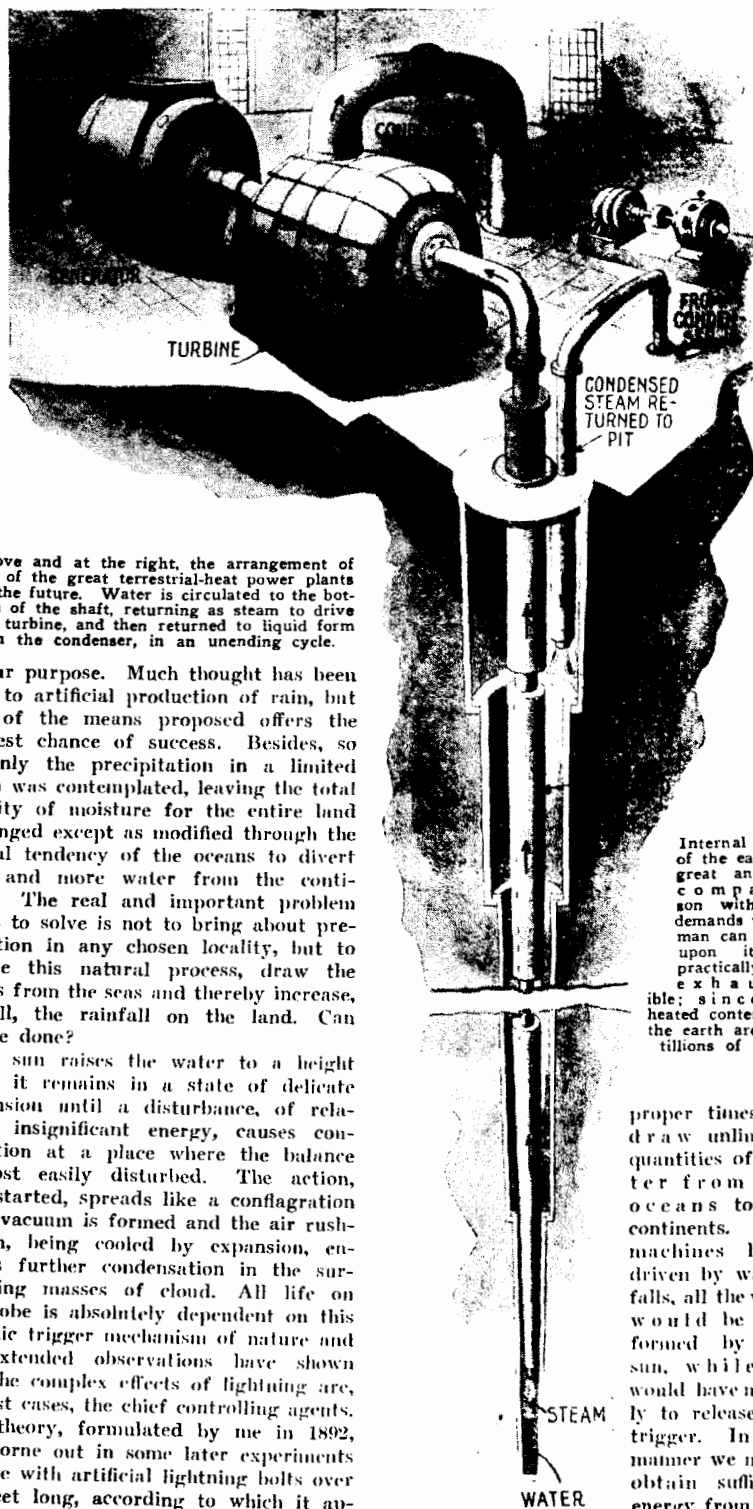 CONDENSER
GENERATOR
TURBINE
FROM
CONDEN-
SER
CONDENSED
STEAM RE-
TURNED TO
PIT
ove and at the right, the arrangement of
of the great terrestrial-heat power plants
the future. Water is circulated to the bot-
of the shaft, returning as steam to drive
turbine, and then returned to liquid form
the condenser, in an unending cycle.
ur purpose. Much thought has been
to artificial production of rain, but
of the means proposed offers the
est chance of success. Besides, so
nly the precipitation in a limited
was contemplated, leaving the total
ity of moisture for the entire land
nged except as modified through the
al tendency of the oceans to divert
and more water from the conti-
The real and important problem
to solve is not to bring about pre-
tion in any chosen locality, but to
e this natural process, draw the
s from the seas and thereby increase,
ll, the rainfall on the land. Can
e done?
sun raises the water to a height
it remains in a state of delicate
nsion until a disturbance, of rela-
insignificant energy, causes con-
tion at a place where the balance
ost easily disturbed. The action,
started, spreads like a conflagration
vacuum is formed and the air rush-
n, being cooled by expansion, en-
s further condensation in the sur-
ing masses of cloud. All life on
obe is absolutely dependent on this
ic trigger mechanism of nature and
xtended observations have shown
he complex effects of lightning are,
st cases, the chief controlling agents.
theory, formulated by me in 1892,
orne out in some later experiments
e with artificial lightning bolts over
eet long, according to which it ap-
Internal
of the ea
great an
compa
son with
demands
man can
upon it
practically
exhau
ible; since
heated conte
the earth are
tillions of
proper times
draw unlin
quantities of
ter from
oceans to
continents.
machines b
driven by wa
falls, all the w
would be
formed by
sun, while
would have m
ly to release
trigger. In
manner we m
obtain suffi
energy from
STEAM
WATER